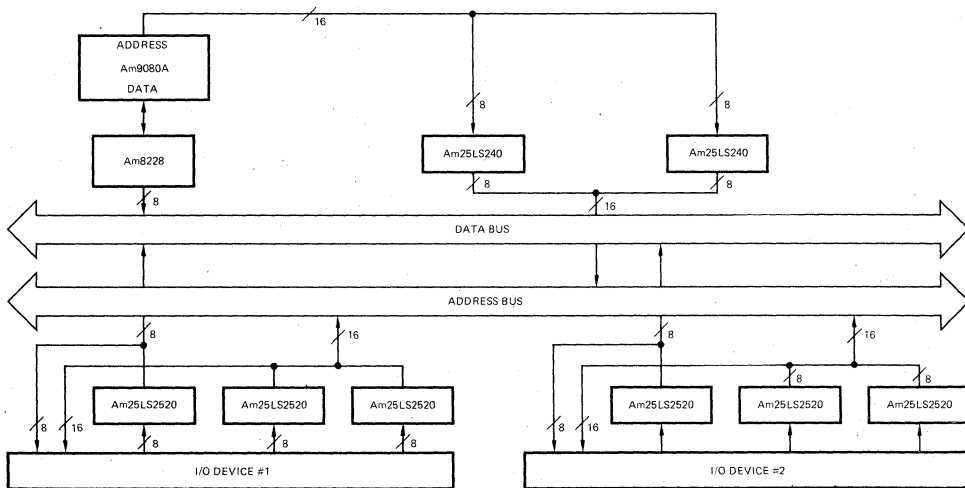 16
ADDRESS
Am9080A
DATA
8
8
Am8228
Am25LS240
Am25LS240
8
8
8
16
DATA BUS
ADDRESS BUS
8
16
8
16
8
8
Am25LS2520
Am25LS2520
Am25LS2520
Am25LS2520
Am25LS2520
Am25LS2520
8
16
8
8
8
8
16
I/O DEVICE #1
I/O DEVICE #2